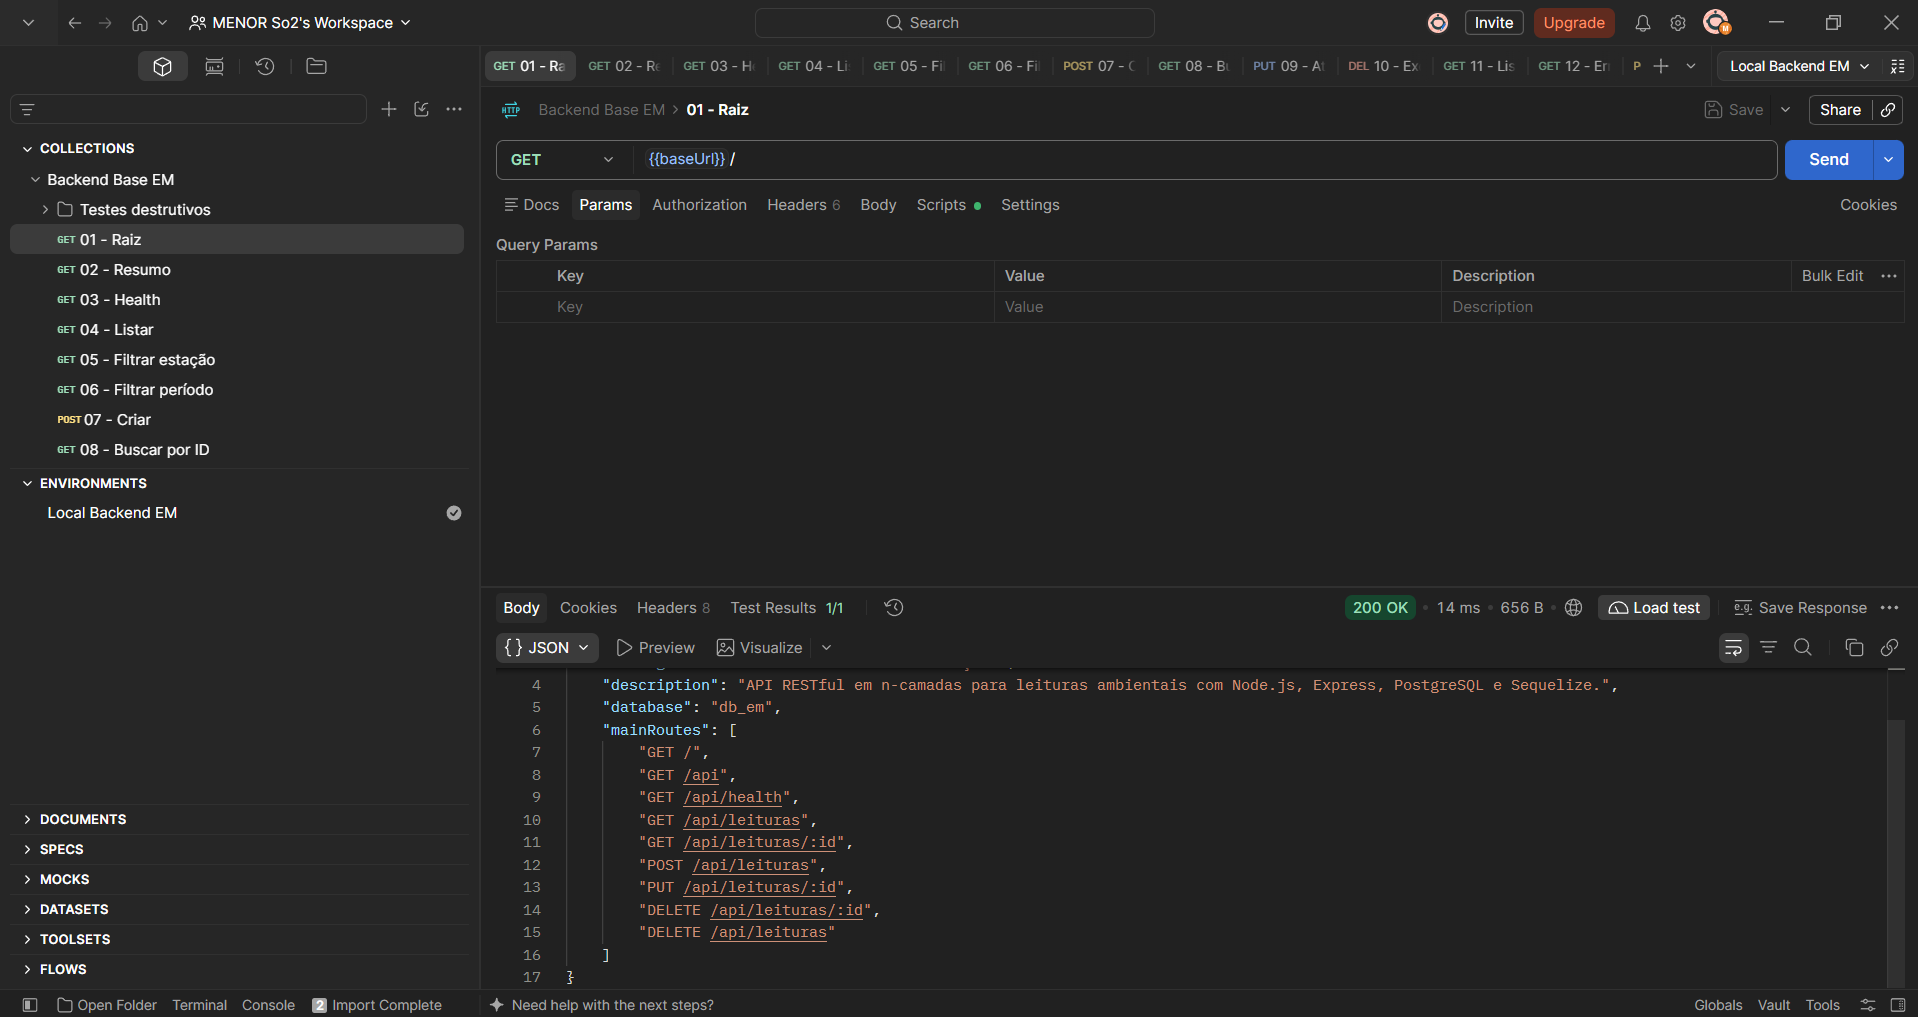 MENOR So2's Workspace
Search
Invite
Upgrade
GET 01 - Ra
GET 02 - Re
GET 03 - H
GET 04 - Li
GET 05 - Fil
GET 06 - Fil
POST 07 - C
GET 08 - Bu
PUT 09 - At
DEL 10 - Ex
GET 11 - Lis
GET 12 - Er
P
Local Backend EM
COLLECTIONS
Backend Base EM
Testes destrutivos
GET 01 - Raiz
GET 02 - Resumo
GET 03 - Health
GET 04 - Listar
GET 05 - Filtrar estação
GET 06 - Filtrar período
POST 07 - Criar
GET 08 - Buscar por ID
ENVIRONMENTS
Local Backend EM
DOCUMENTS
SPECS
MOCKS
DATASETS
TOOLSETS
FLOWS
HTTP Backend Base EM > 01 - Raiz
Save
Share
GET
{{baseUrl}} /
Send
Docs
Params
Authorization
Headers 6
Body
Scripts
Settings
Cookies
Query Params
Key Value Description Bulk Edit
Key Value Description
Body
Cookies
Headers 8
Test Results 1/1
200 OK
14 ms
656 B
Load test
e.g. Save Response
{} JSON
Preview
Visualize
4 "description": "API RESTful em n-camadas para leituras ambientais com Node.js, Express, PostgreSQL e Sequelize.",
5 "database": "db_em",
6 "mainRoutes": [
7 "GET /",
8 "GET /api",
9 "GET /api/health",
10 "GET /api/leituras",
11 "GET /api/leituras/:id",
12 "POST /api/leituras",
13 "PUT /api/leituras/:id",
14 "DELETE /api/leituras/:id",
15 "DELETE /api/leituras"
16 ]
17 }
Open Folder
Terminal
Console
2 Import Complete
Need help with the next steps?
Globals
Vault
Tools